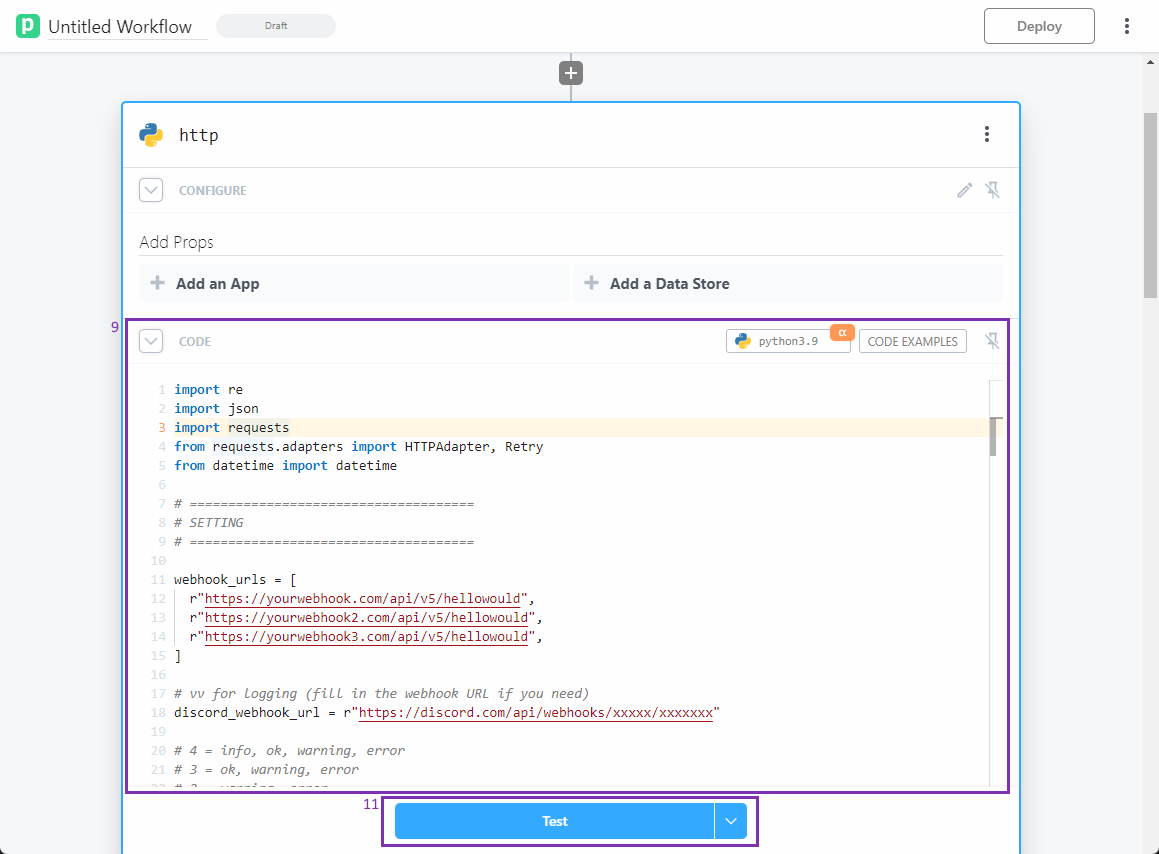 p Untitled Workflow Draft Deploy
http
CONFIGURE
Add Props
Add an App Add a Data Store
9
CODE python3.9 α CODE EXAMPLES
1 import re
2 import json
3 import requests
4 from requests.adapters import HTTPAdapter, Retry
5 from datetime import datetime
6
7 # =====================================
8 # SETTING
9 # =====================================
10
11 webhook_urls = [
12 r"https://yourwebhook.com/api/v5/hellowould",
13 r"https://yourwebhook2.com/api/v5/hellowould",
14 r"https://yourwebhook3.com/api/v5/hellowould",
15 ]
16
17 # vv for logging (fill in the webhook URL if you need)
18 discord_webhook_url = r"https://discord.com/api/webhooks/xxxxx/xxxxxxx"
19
20 # 4 = info, ok, warning, error
21 # 3 = ok, warning, error
22 # 2 = warning, error
11
Test